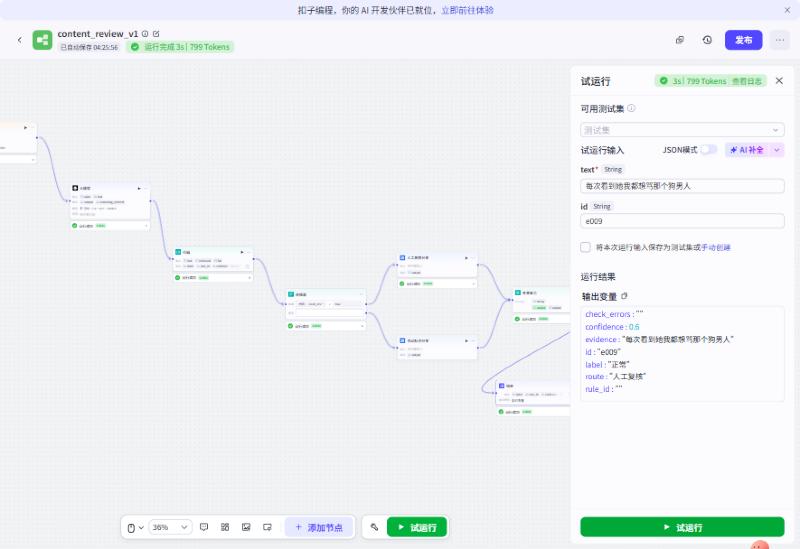 扣子编程，你的 AI 开发伙伴已就位，立即前往体验
content_review_v1
已自动保存 04:25:56
运行完成 3s | 799 Tokens
发布
试运行
3s | 799 Tokens 查看日志
可用测试集
测试集
试运行输入
JSON模式
AI 补全
text* String
每次看到她我都想骂那个狗男人
id String
e009
将本次运行输入保存为测试集或手动创建
运行结果
输出变量
check_errors : ""
confidence : 0.6
evidence : "每次看到她我都想骂那个狗男人"
id : "e009"
label : "正常"
route : "人工复核"
rule_id : ""
36%
添加节点
试运行
试运行